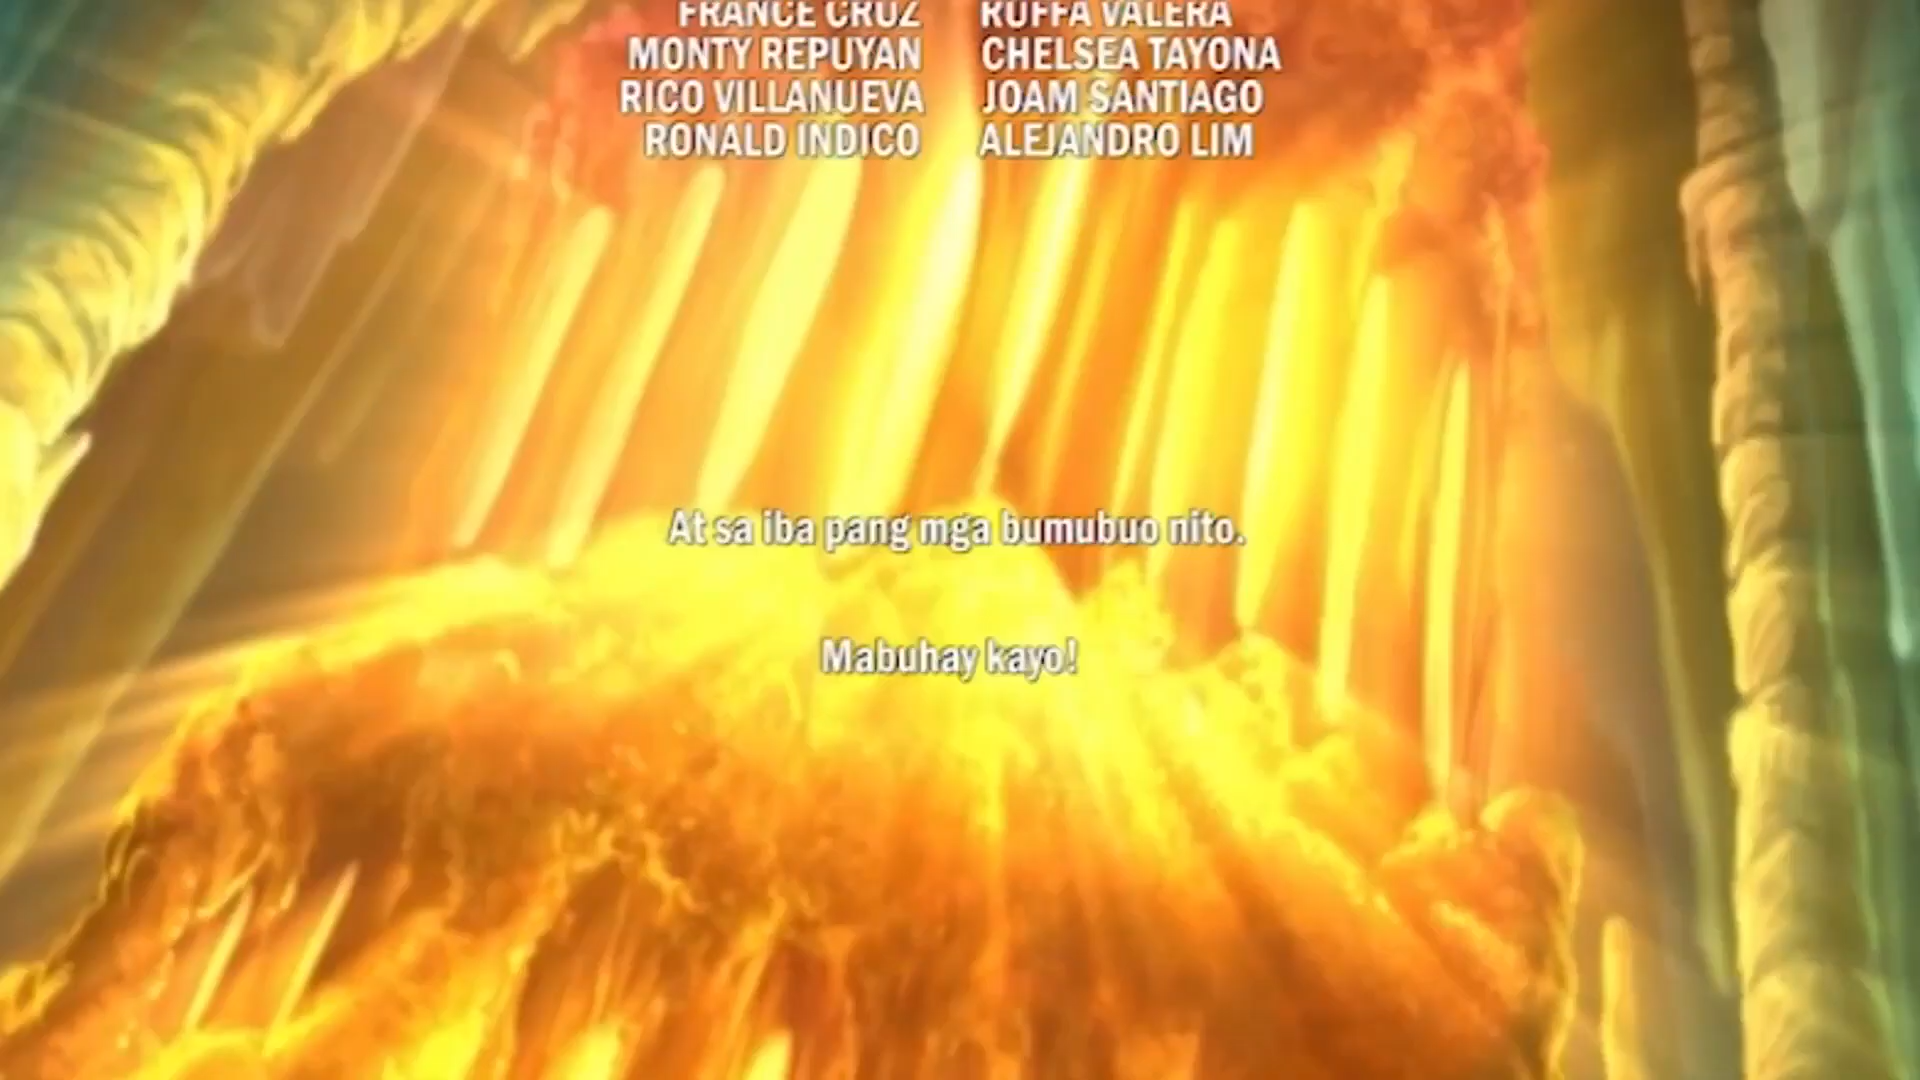 FRANCE CRUZ RUFFA VALERA
MONTY REPUYAN CHELSEA TAYONA
RICO VILLANUEVA JOAM SANTIAGO
RONALD INDICO ALEJANDRO LIM
At sa iba pang mga bumubuo nito.
Mabuhay kayo!